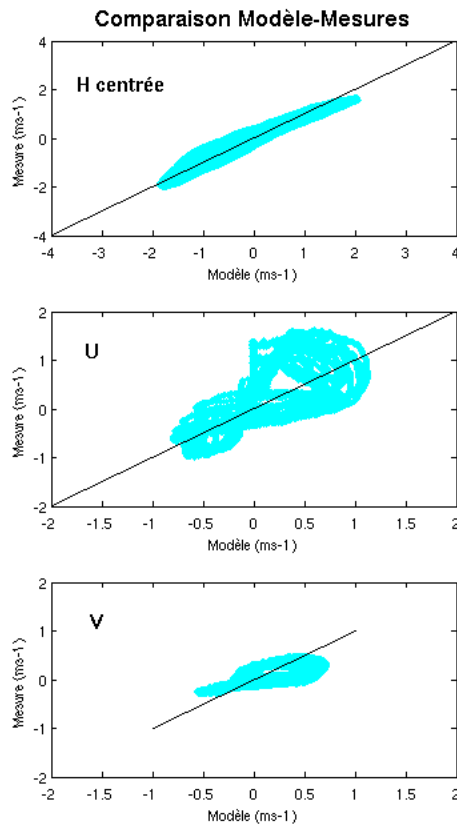 Comparaison Modèle-Mesures
4
2
0
-2
-4
H centrée
Mesure (ms-1)
-4 -3 -2 -1 0 1 2 3 4
Modèle (ms-1)
2
1
0
-1
-2
U
Mesure (ms-1)
-2 -1.5 -1 -0.5 0 0.5 1 1.5 2
Modèle (ms-1)
2
1
0
-1
-2
V
Mesure (ms-1)
-2 -1.5 -1 -0.5 0 0.5 1 1.5 2
Modèle (ms-1)